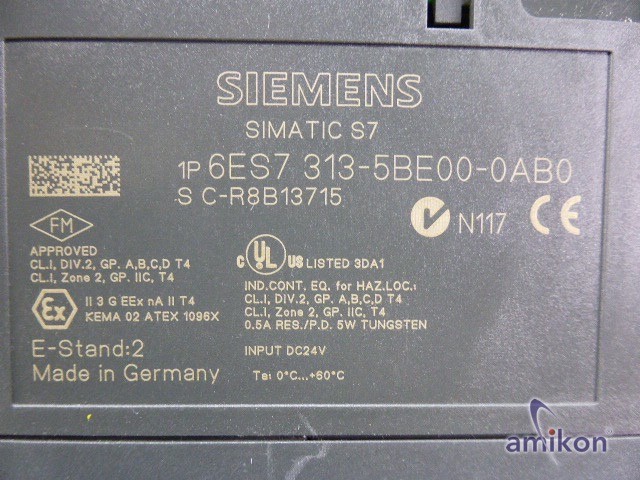 SIEMENS
SIMATIC S7
1P 6ES7 313-5BE00-0AB0
S C-R8B13715
FM
APPROVED
CL.I, DIV.2, GP. A,B,C,D T4
CL.I, Zone 2, GP. IIC, T4
Ex
II 3 G EEx nA II T4
KEMA 02 ATEX 1096X
E-Stand:2
Made in Germany
N117 CE
C UL US LISTED 3DA1
IND.CONT. EQ. for HAZ.LOC.:
CL.I, DIV.2, GP. A,B,C,D T4
CL.I, Zone 2, GP. IIC, T4
0.5A RES./P.D. 5W TUNGSTEN
INPUT DC24V
Ta: 0°C...+60°C
amikon